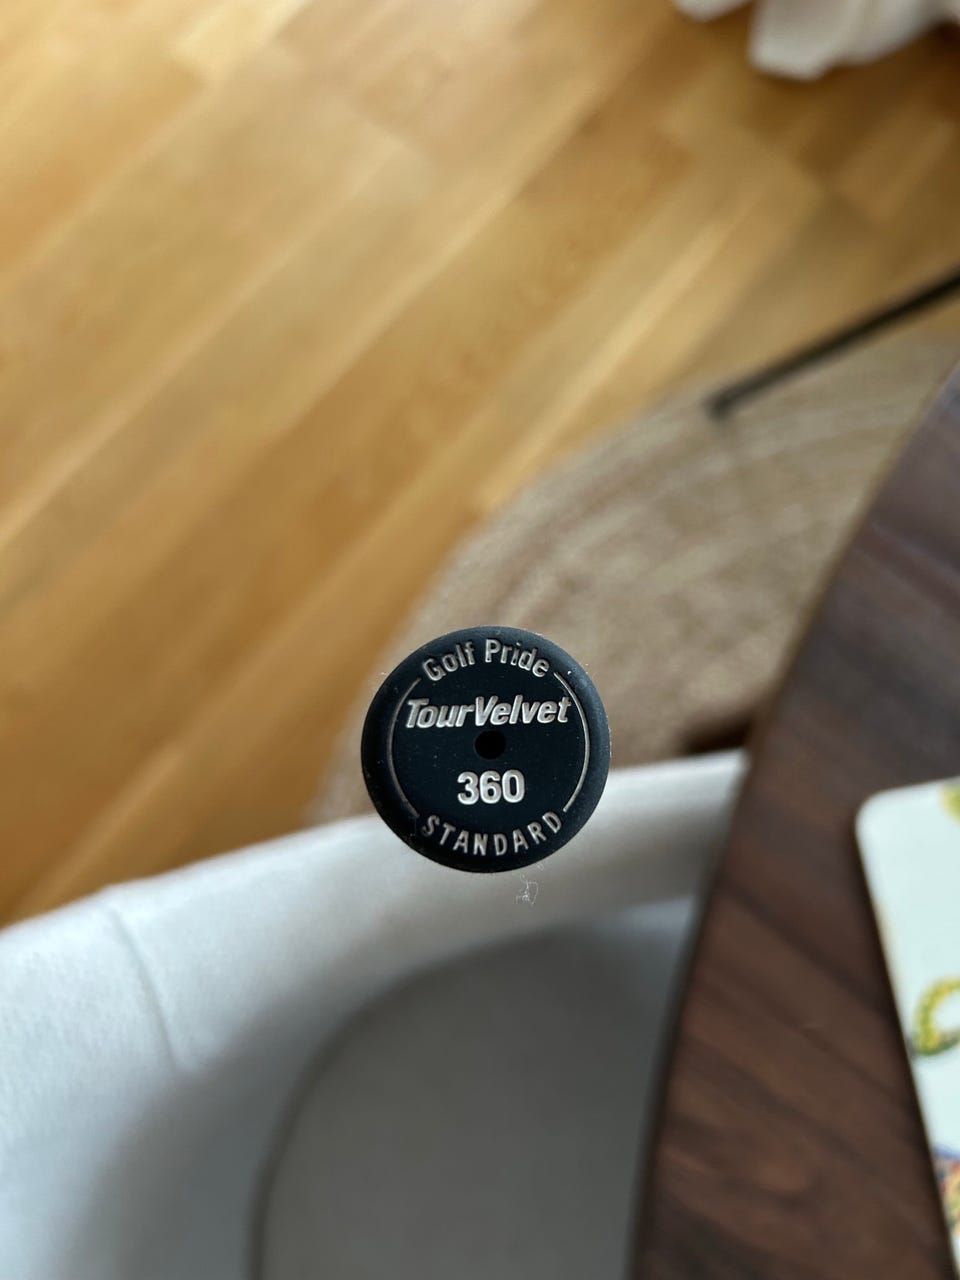 Golf Pride
TourVelvet
360
STANDARD